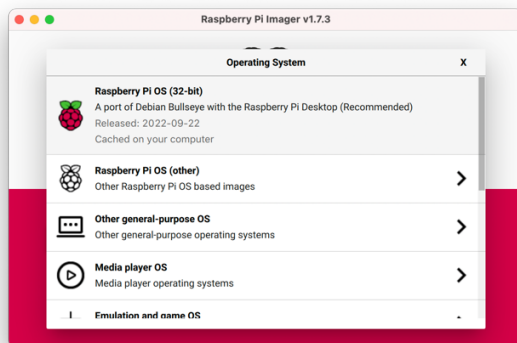 Raspberry Pi Imager v1.7.3
Operating System
X
Raspberry Pi OS (32-bit)
A port of Debian Bullseye with the Raspberry Pi Desktop (Recommended)
Released: 2022-09-22
Cached on your computer
Raspberry Pi OS (other)
Other Raspberry Pi OS based images
Other general-purpose OS
Other general-purpose operating systems
Media player OS
Media player operating systems
Emulation and game OS